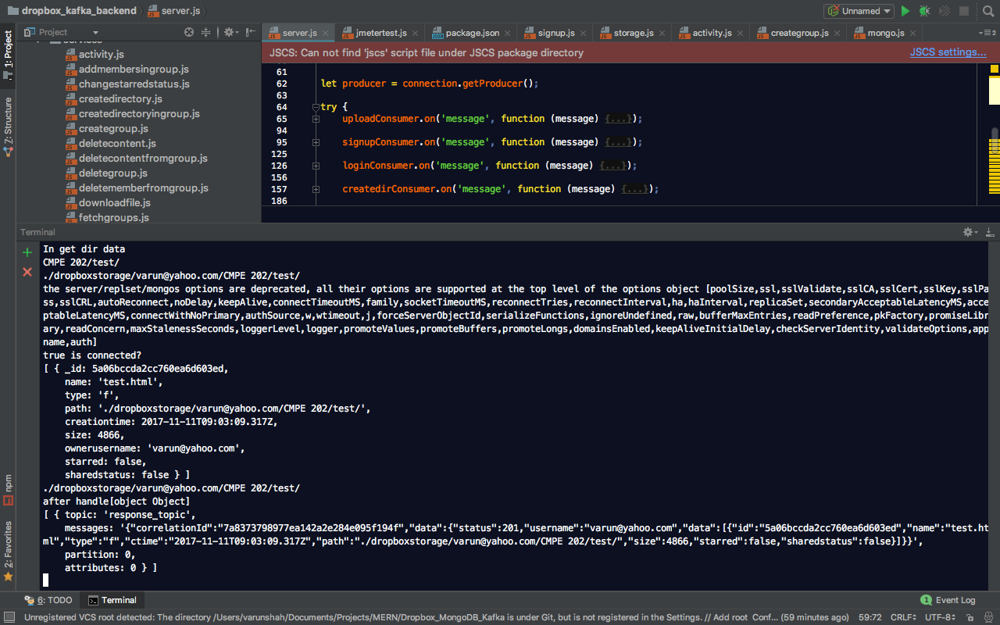 dropbox_kafka_backend
server.js
Unnamed
1: Project
Z: Structure
npm
2: Favorites
Project
activity.js
addmembersingroup.js
changestarredstatus.js
createdirectory.js
createdirectoryingroup.js
creategroup.js
deletecontent.js
deletecontentfromgroup.js
deletegroup.js
deletememberfromgroup.js
downloadfile.js
fetchgroups.js
server.js
jmetertest.js
package.json
signup.js
storage.js
activity.js
creategroup.js
mongo.js
2
JSCS: Can not find 'jscs' script file under JSCS package directory
JSCS settings...
61
62 let producer = connection.getProducer();
63
64 try {
65 uploadConsumer.on('message', function (message) {...});
94
95 signupConsumer.on('message', function (message) {...});
125
126 loginConsumer.on('message', function (message) {...});
156
157 createdirConsumer.on('message', function (message) {...});
186
Terminal
In get dir data
CMPE 202/test/
./dropboxstorage/varun@yahoo.com/CMPE 202/test/
the server/replset/mongos options are deprecated, all their options are supported at the top level of the options object [poolSize,ssl,sslValidate,sslCA,sslCert,sslKey,sslPa
ss,sslCRL,autoReconnect,noDelay,keepAlive,connectTimeoutMS,family,socketTimeoutMS,reconnectTries,reconnectInterval,ha,haInterval,replicaSet,secondaryAcceptableLatencyMS,acce
ptableLatencyMS,connectWithNoPrimary,authSource,w,wtimeout,j,forceServerObjectId,serializeFunctions,ignoreUndefined,raw,bufferMaxEntries,readPreference,pkFactory,promiseLibr
ary,readConcern,maxStalenessSeconds,loggerLevel,logger,promoteValues,promoteBuffers,promoteLongs,domainsEnabled,keepAliveInitialDelay,checkServerIdentity,validateOptions,app
name,auth]
true is connected?
[ { _id: 5a06bccda2cc760ea6d603ed,
name: 'test.html',
type: 'f',
path: './dropboxstorage/varun@yahoo.com/CMPE 202/test/',
creationtime: 2017-11-11T09:03:09.317Z,
size: 4866,
ownerusername: 'varun@yahoo.com',
starred: false,
sharedstatus: false } ]
./dropboxstorage/varun@yahoo.com/CMPE 202/test/
after handle[object Object]
[ { topic: 'response_topic',
messages: '{"correlationId":"7a8373798977ea142a2e284e095f194f","data":{"status":201,"username":"varun@yahoo.com","data":[{"id":"5a06bccda2cc760ea6d603ed","name":"test.ht
ml","type":"f","ctime":"2017-11-11T09:03:09.317Z","path":"./dropboxstorage/varun@yahoo.com/CMPE 202/test/","size":4866,"starred":false,"sharedstatus":false}]}}',
partition: 0,
attributes: 0 } ]
6: TODO
Terminal
1 Event Log
Unregistered VCS root detected: The directory /Users/varunshah/Documents/Projects/MERN/Dropbox_MongoDB_Kafka is under Git, but is not registered in the Settings. // Add root Conf... (59 minutes ago)
59:72
CRLF
UTF-8